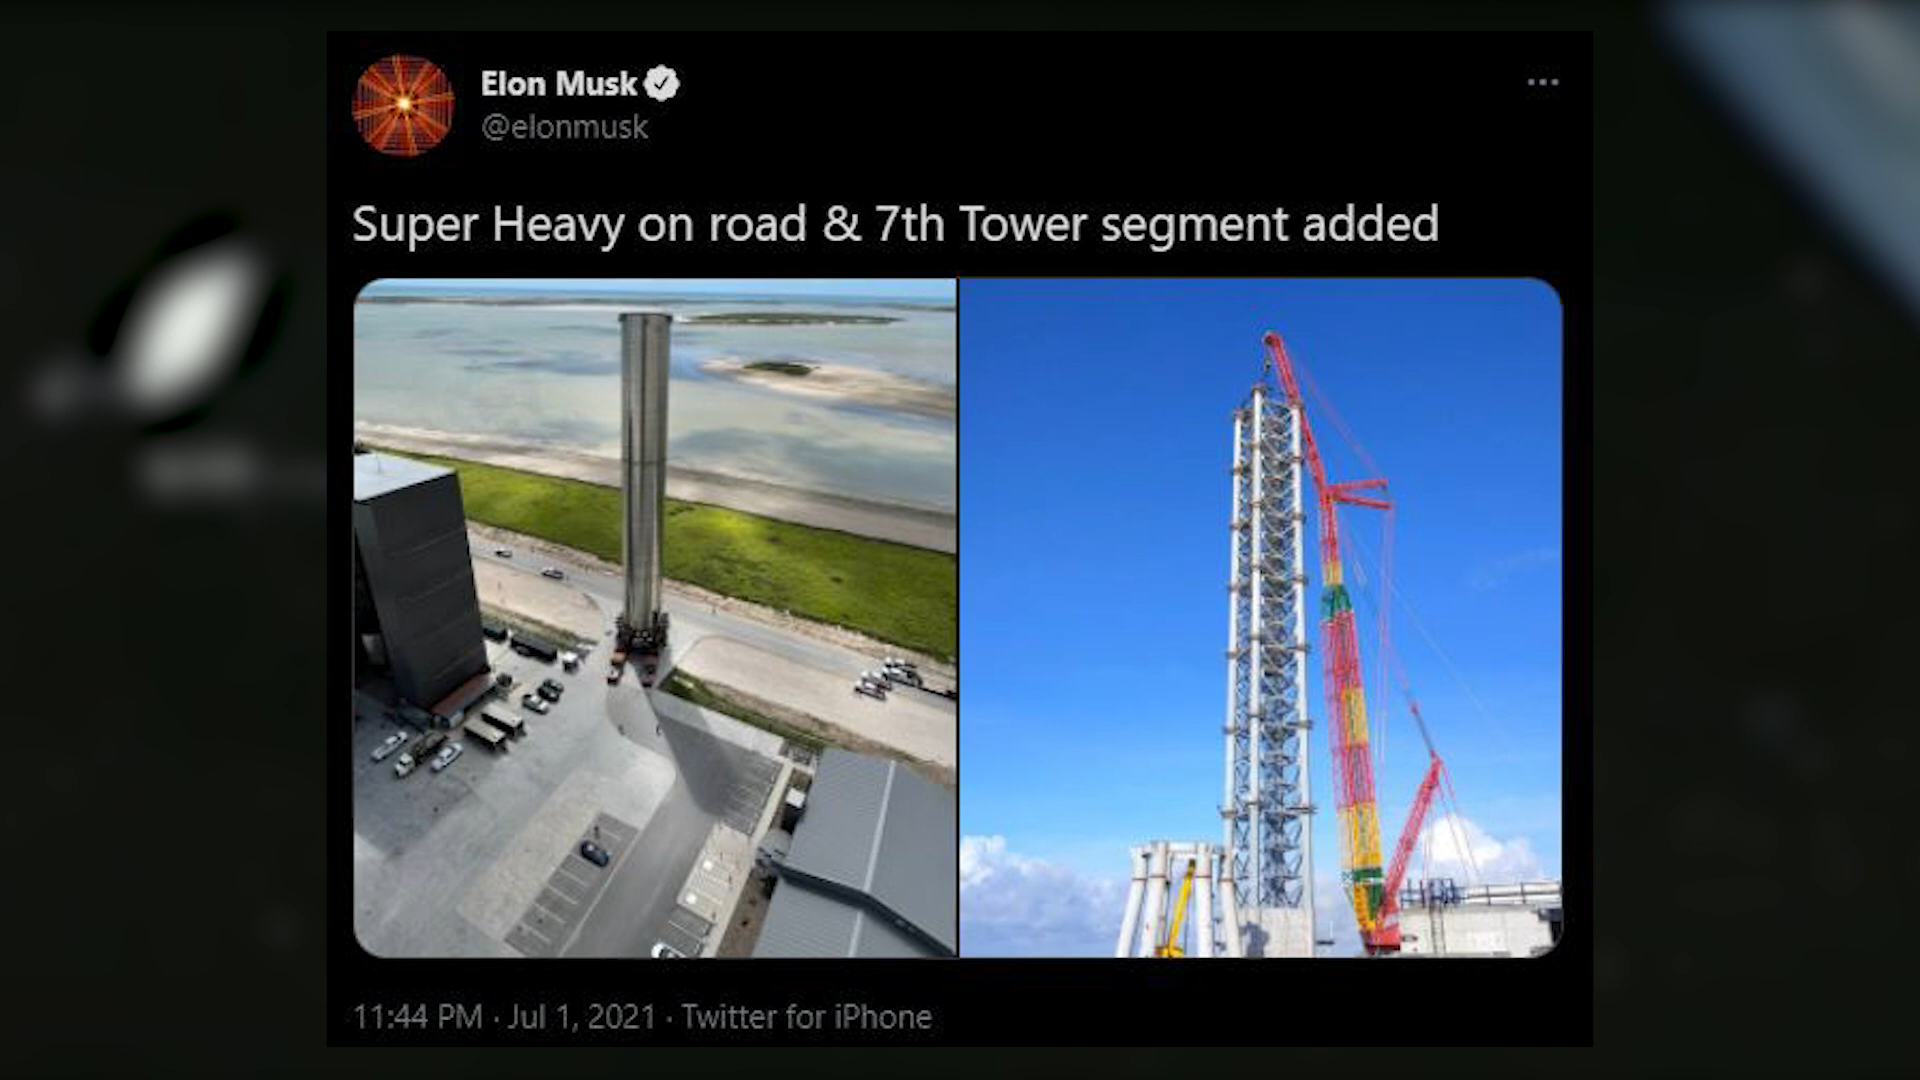 Elon Musk
@elonmusk
Super Heavy on road & 7th Tower segment added
11:44 PM · Jul 1, 2021 · Twitter for iPhone